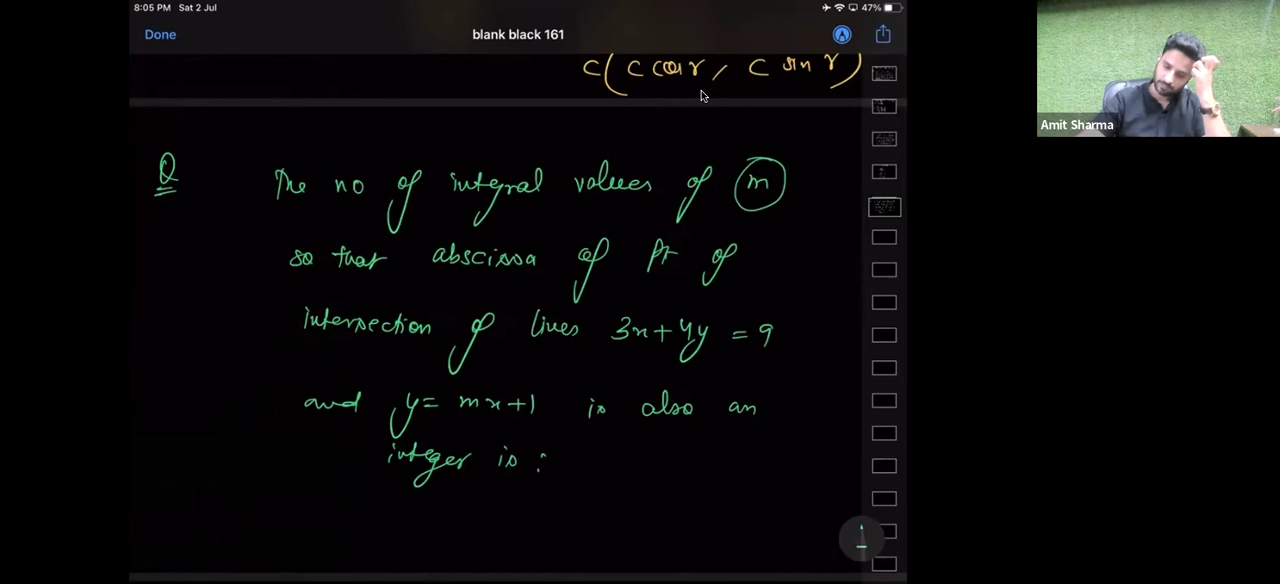 8:05 PM Sat 2 Jul
47%
Done
blank black 161
C(C cos r, C sin r)
Amit Sharma
Q The no of integral values of m
so that abscissa of pt of
intersection of lines 3x+4y = 9
and y = mx+1 is also an
integer is :